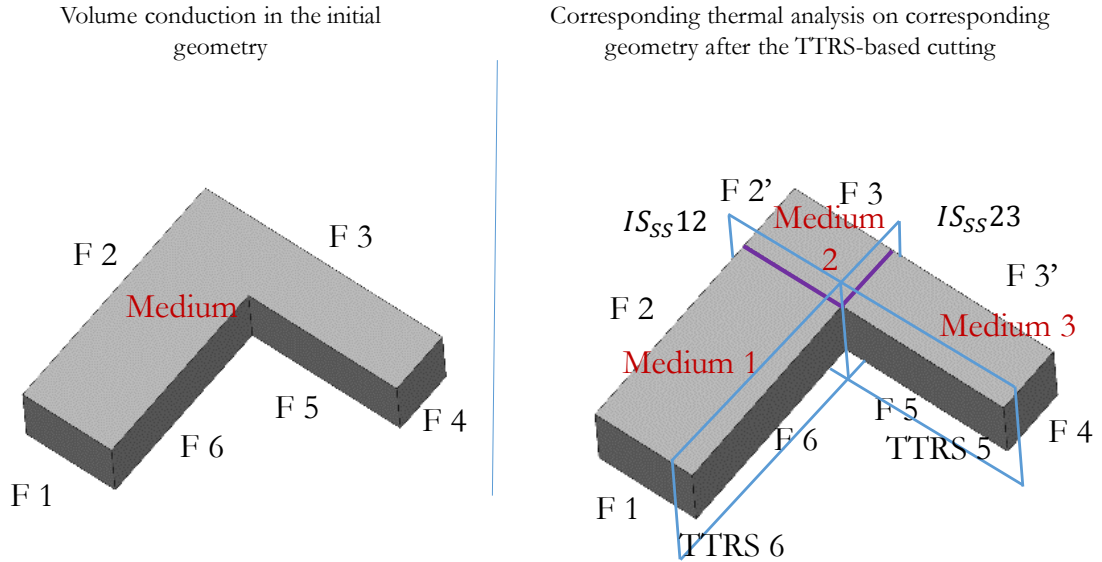 Volume conduction in the initial
geometry
F 2
F 3
Medium
F 5
F 4
F 6
F 1
Corresponding thermal analysis on corresponding
geometry after the TTRS-based cutting
F 2’
F 3
IS_SS12
Medium
2
IS_SS23
F 3’
F 2
Medium 3
Medium 1
F 5
F 4
F 6
TTRS 5
F 1
TTRS 6